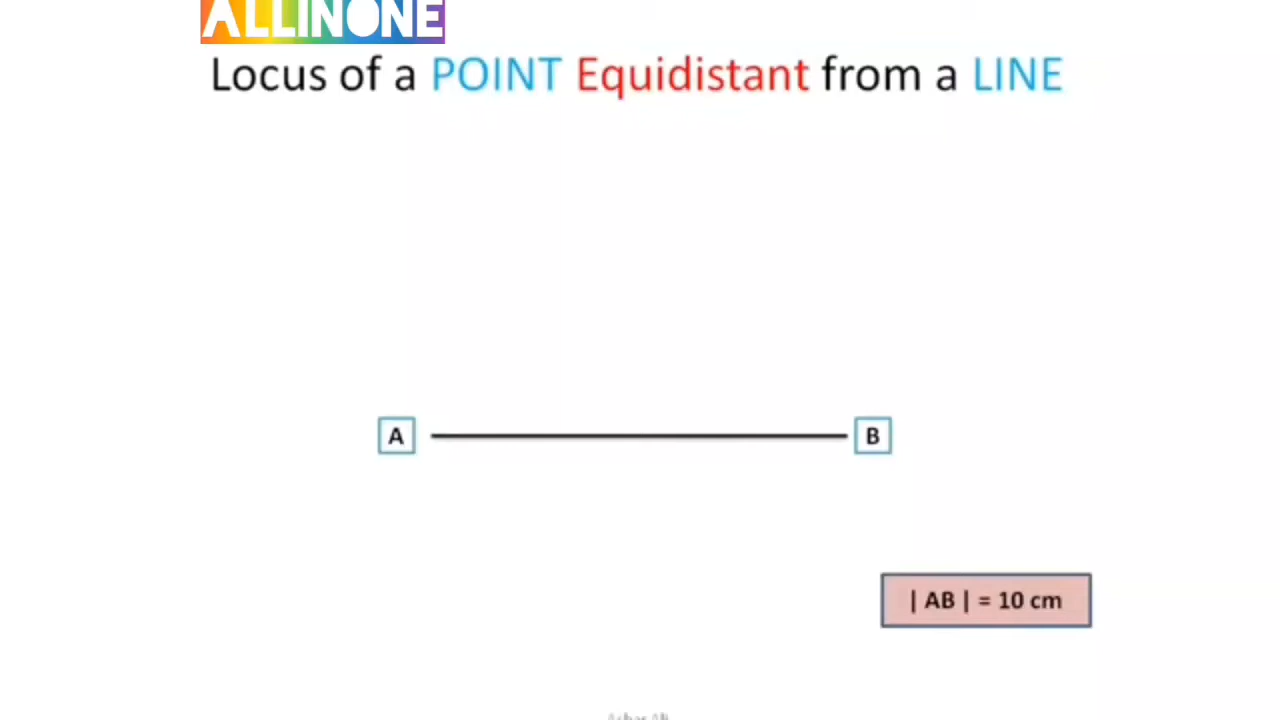 ALLINONE
Locus of a POINT Equidistant from a LINE
A
B
| AB | = 10 cm